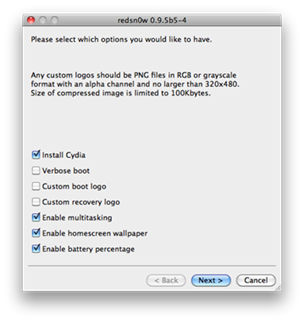 redsn0w 0.9.5b5-4
Please select which options you would like to have.
Any custom logos should be PNG files in RGB or grayscale
format with an alpha channel and no larger than 320x480.
Size of compressed image is limited to 100Kbytes.
Install Cydia
Verbose boot
Custom boot logo
Custom recovery logo
Enable multitasking
Enable homescreen wallpaper
Enable battery percentage
< Back Next > Cancel